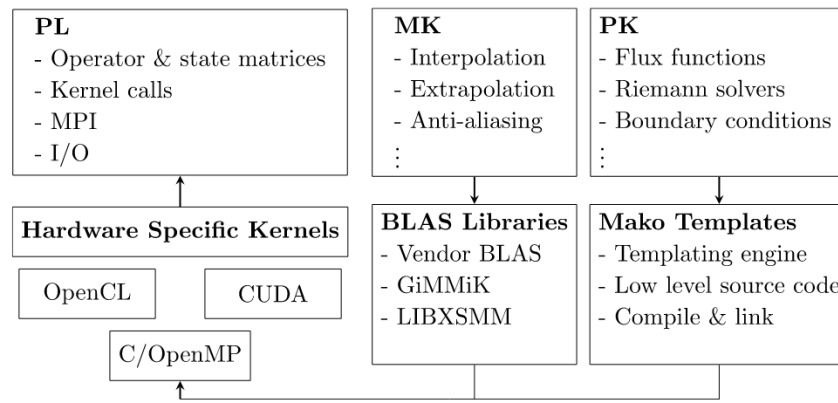 PL
- Operator & state matrices
- Kernel calls
- MPI
- I/O
MK
- Interpolation
- Extrapolation
- Anti-aliasing
⋮
PK
- Flux functions
- Riemann solvers
- Boundary conditions
⋮
Hardware Specific Kernels
OpenCL
CUDA
C/OpenMP
BLAS Libraries
- Vendor BLAS
- GiMMiK
- LIBXSMM
Mako Templates
- Templating engine
- Low level source code
- Compile & link